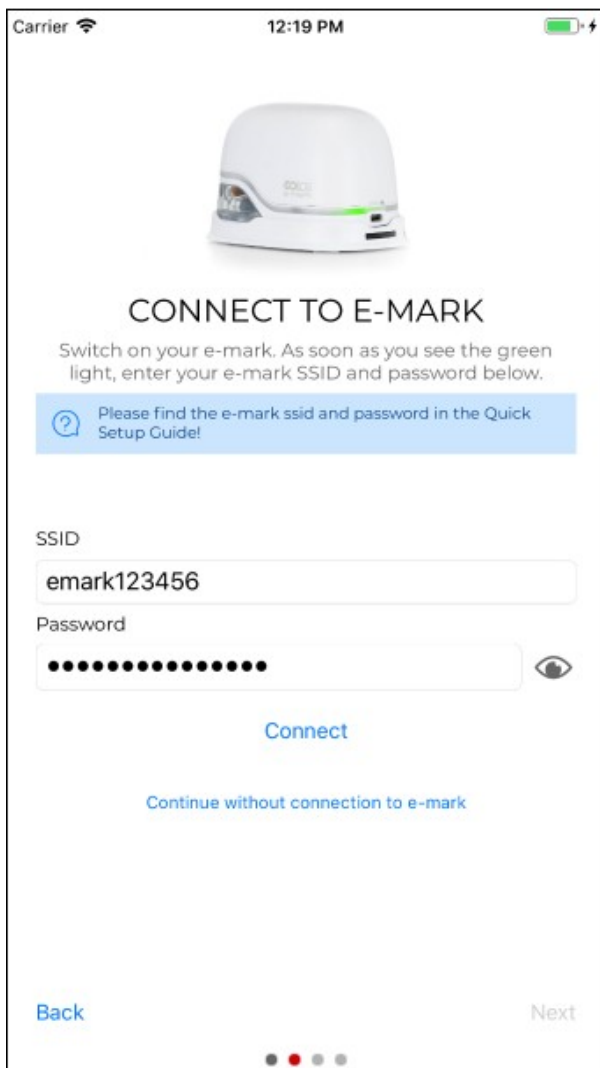 Carrier
12:19 PM
COLOP
e-mark
CONNECT TO E-MARK
Switch on your e-mark. As soon as you see the green
light, enter your e-mark SSID and password below.
Please find the e-mark ssid and password in the Quick
Setup Guide!
SSID
emark123456
Password
●●●●●●●●●●●●●●●
Connect
Continue without connection to e-mark
Back
Next